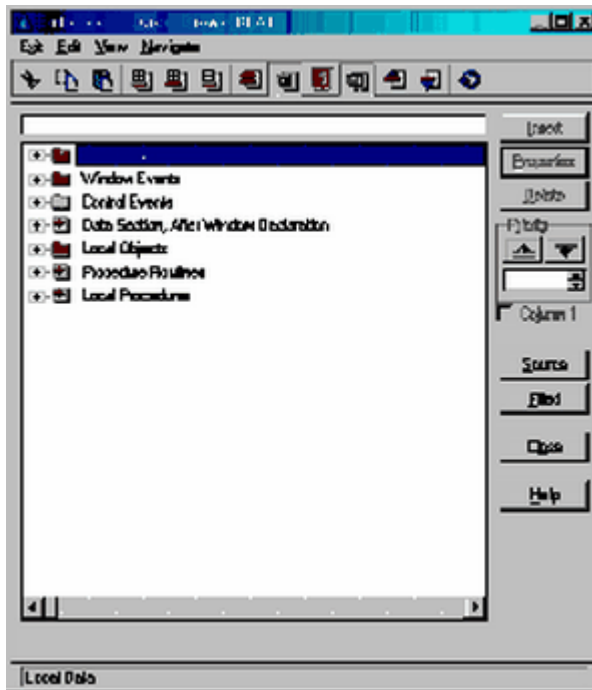 Exit Edit View Navigate
Insert
Properties
Delete
Priority
Window Events
Control Events
Data Section, After Window Declaration
Local Objects
Procedure Routines
Local Procedures
Column 1
Source
Filled
Close
Help
Local Data